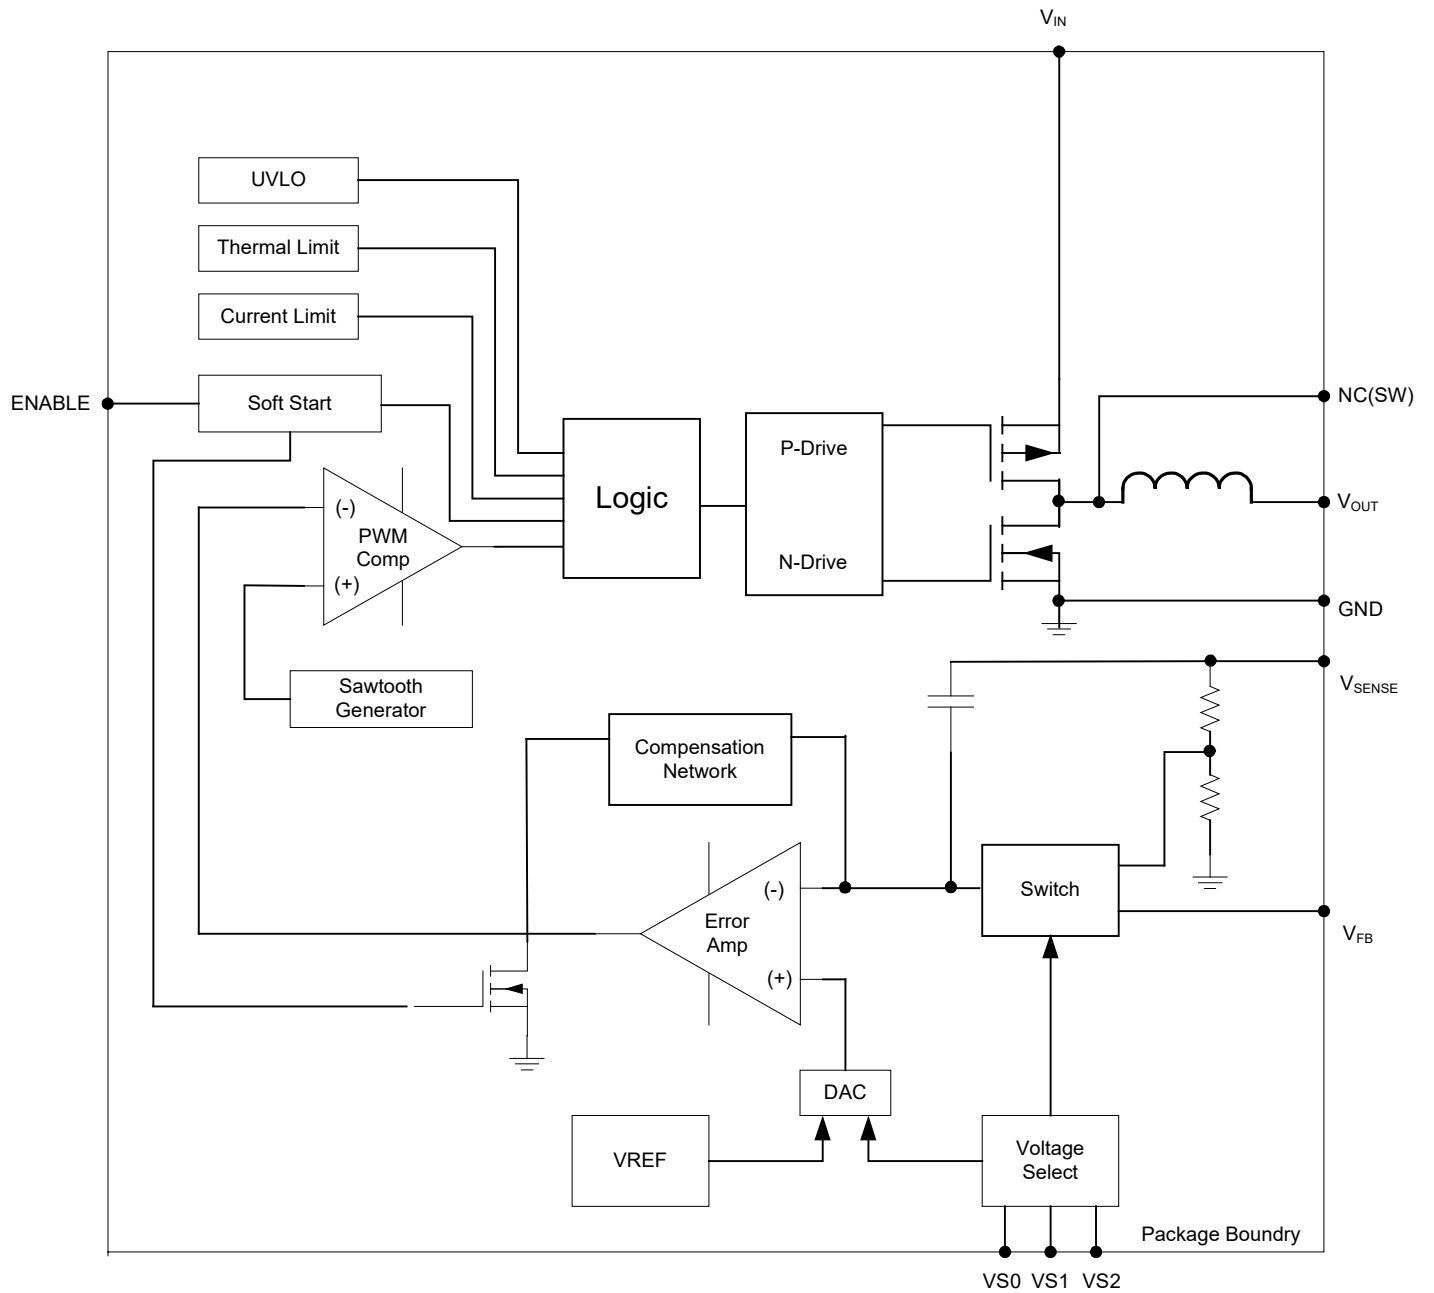 VIN
UVLO
Thermal Limit
Current Limit
ENABLE
Soft Start
NC(SW)
P-Drive
Logic
VOUT
(-)
PWM
Comp
(+)
N-Drive
GND
Sawtooth
Generator
VSENSE
Compensation
Network
(-)
Switch
Error
Amp
VFB
(+)
DAC
VREF
Voltage
Select
Package Boundry
VS0 VS1 VS2